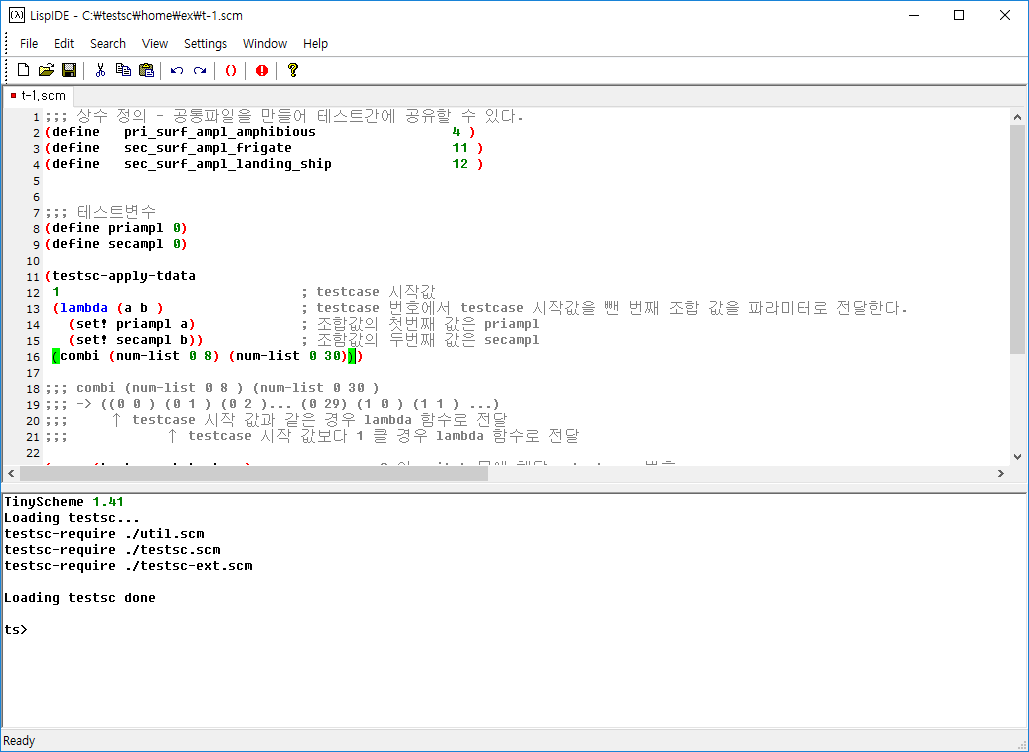 LispIDE - C:\testsc\home\ex\t-1.scm
File Edit Search View Settings Window Help
t-1.scm
1 ;;; 상수 정의 - 공통파일을 만들어 테스트간에 공유할 수 있다.
2 (define   pri_surf_ampl_amphibious                 4 )
3 (define   sec_surf_ampl_frigate                    11 )
4 (define   sec_surf_ampl_landing_ship               12 )
5
6
7 ;;; 테스트변수
8 (define priampl 0)
9 (define secampl 0)
10
11 (testsc-apply-tdata
12  1                              ; testcase 시작값
13  (lambda (a b )                 ; testcase 번호에서 testcase 시작값을 뺀 번째 조합 값을 파라미터로 전달한다.
14    (set! priampl a)             ; 조합값의 첫번째 값은 priampl
15    (set! secampl b))            ; 조합값의 두번째 값은 secampl
16  (combi (num-list 0 8) (num-list 0 30)))
17
18 ;;; combi (num-list 0 8 ) (num-list 0 30 )
19 ;;; -> ((0 0 ) (0 1 ) (0 2 )... (0 29) (1 0 ) (1 1 ) ...)
20 ;;;      ↑ testcase 시작 값과 같은 경우 lambda 함수로 전달
21 ;;;             ↑ testcase 시작 값보다 1 클 경우 lambda 함수로 전달
22
TinyScheme 1.41
Loading testsc...
testsc-require ./util.scm
testsc-require ./testsc.scm
testsc-require ./testsc-ext.scm
Loading testsc done
ts>
Ready